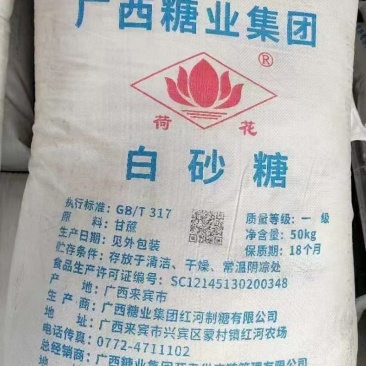 广西糖业集团
®
荷 花
白砂糖
执行标准：GB/T 317
原 料：甘蔗
生产日期：见外包装
质量等级：一 级
净含量：50kg
保质期：18个月
贮存条件：存放于清洁、干燥、常温阴凉处
食品生产许可证编号：SC12145130200348
产 地：广西来宾市
生 产 商：广西糖业集团红河制糖有限公司
地 址：广西来宾市兴宾区蒙村镇红河农场
电话传真：0772-4711102
总经销商：广西糖业集团